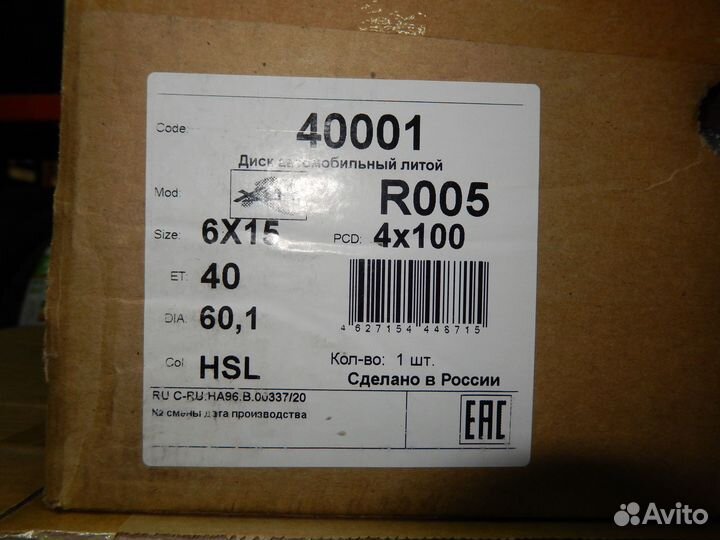 Code: 40001
Диск автомобильный литой
Mod: R005
Size: 6X15 PCD: 4x100
ET: 40
DIA: 60,1
4 627154 448715
Col HSL
Кол-во: 1 шт.
Сделано в России
RU C-RU.HA96.B.00337/20
№ смены дата производства
EAC
Avito